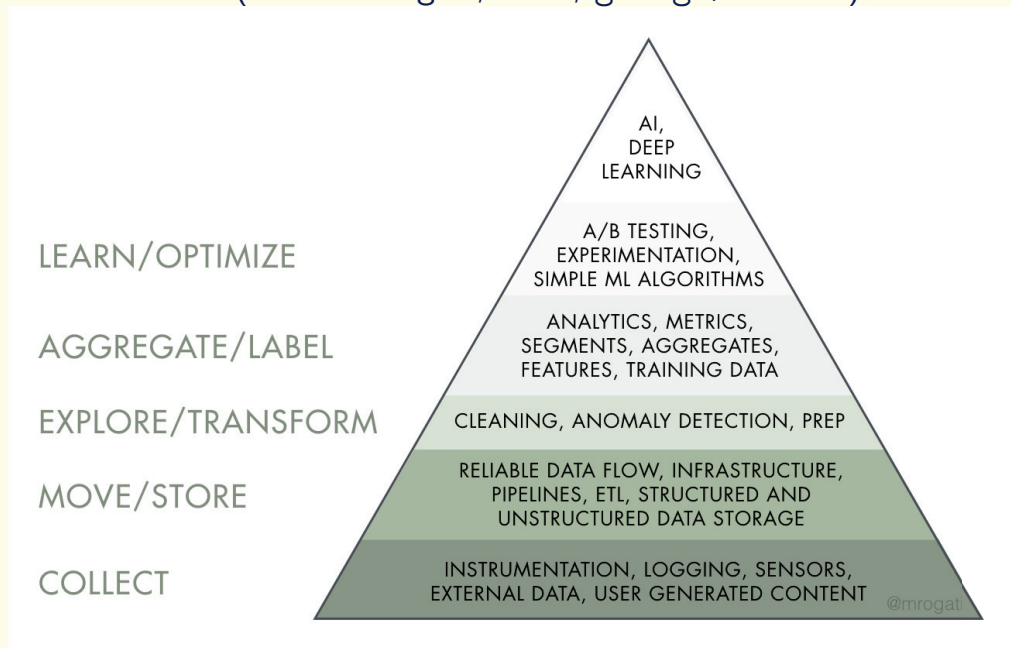 AI,
DEEP
LEARNING
LEARN/OPTIMIZE
A/B TESTING,
EXPERIMENTATION,
SIMPLE ML ALGORITHMS
AGGREGATE/LABEL
ANALYTICS, METRICS,
SEGMENTS, AGGREGATES,
FEATURES, TRAINING DATA
EXPLORE/TRANSFORM
CLEANING, ANOMALY DETECTION, PREP
MOVE/STORE
RELIABLE DATA FLOW, INFRASTRUCTURE,
PIPELINES, ETL, STRUCTURED AND
UNSTRUCTURED DATA STORAGE
COLLECT
INSTRUMENTATION, LOGGING, SENSORS,
EXTERNAL DATA, USER GENERATED CONTENT
@mrogati